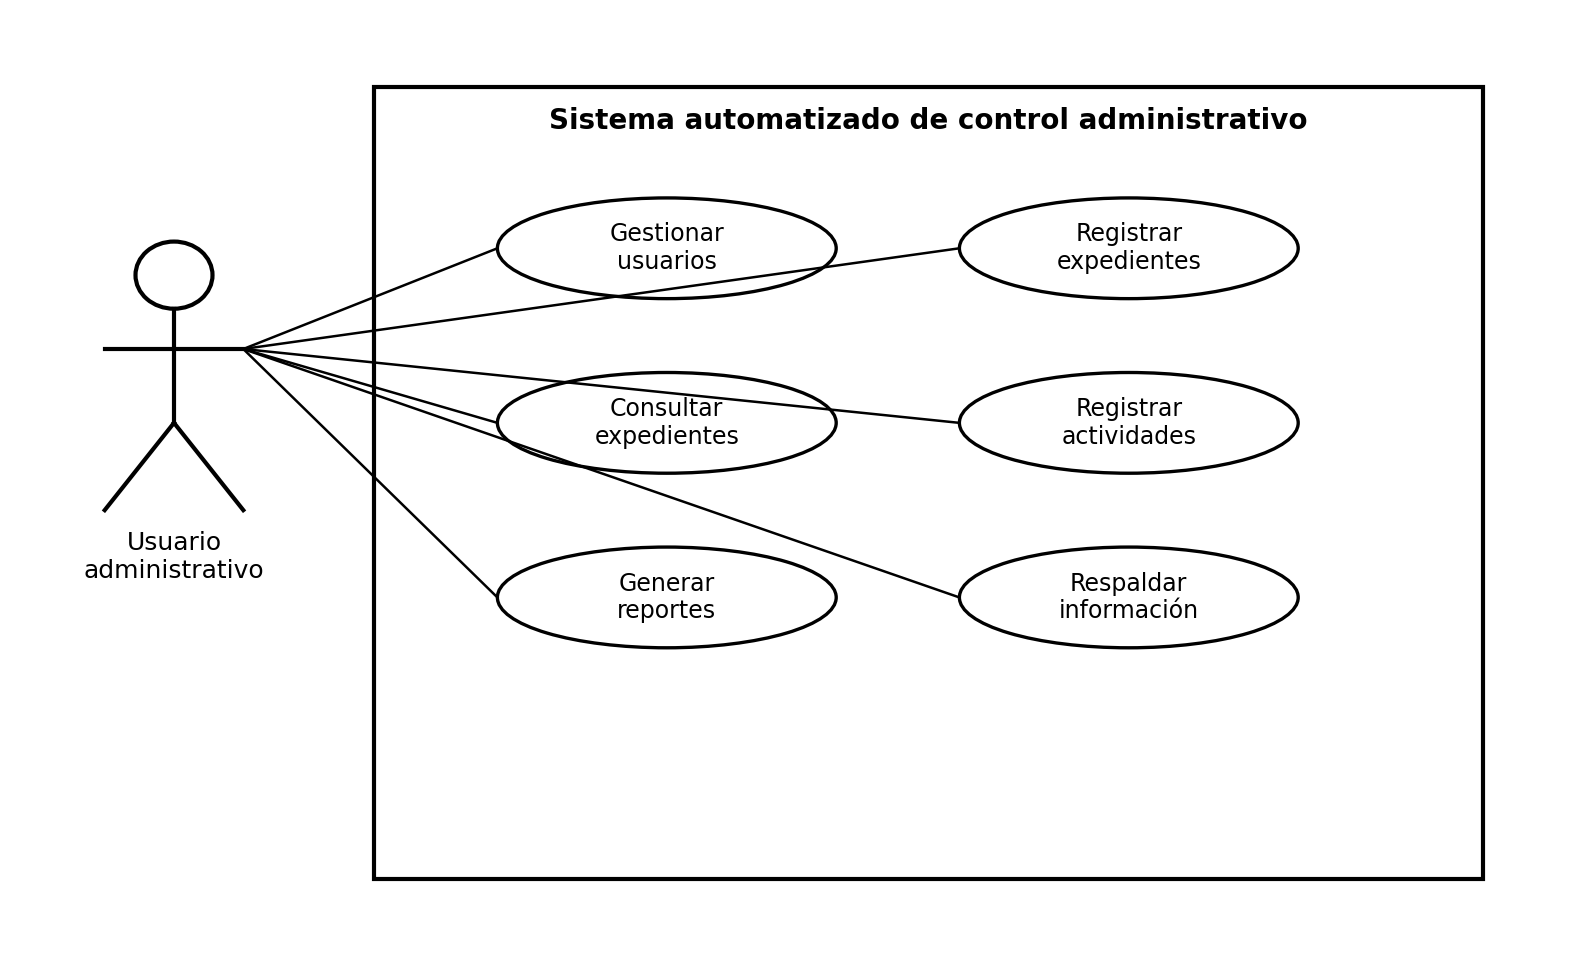 Sistema automatizado de control administrativo
Gestionar
usuarios
Registrar
expedientes
Consultar
expedientes
Registrar
actividades
Generar
reportes
Respaldar
información
Usuario
administrativo